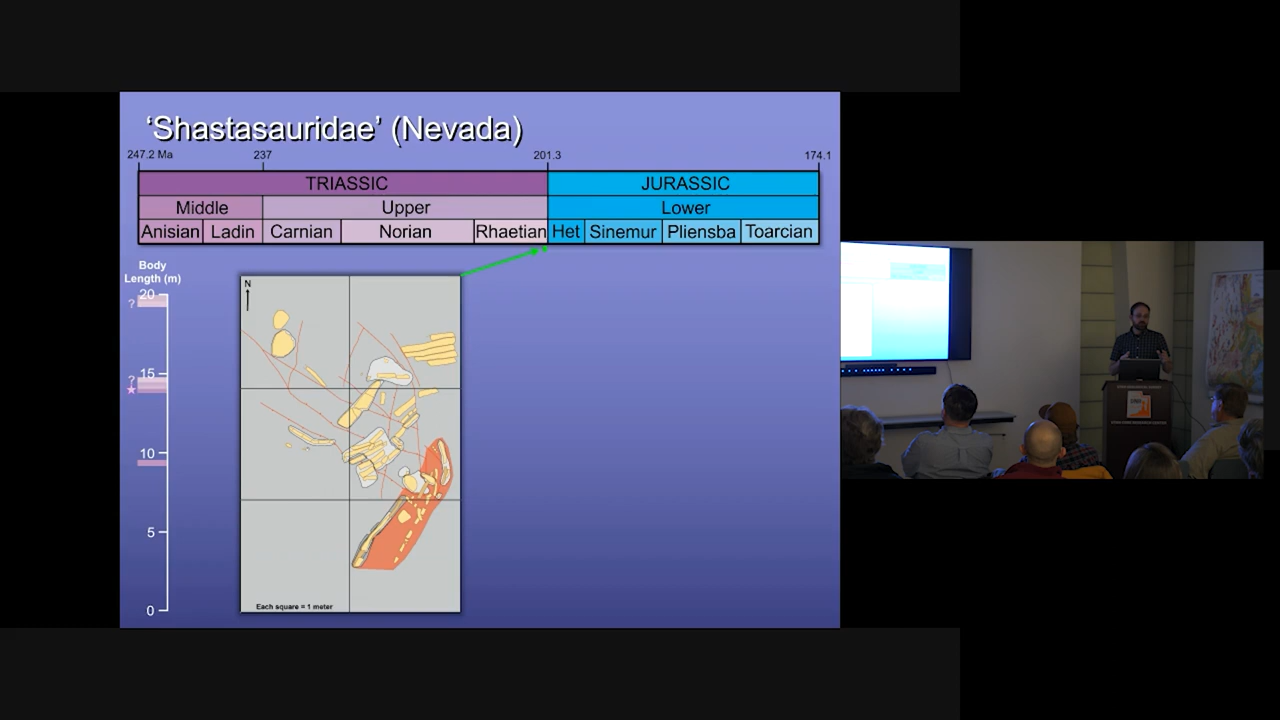 ‘Shastasauridae’ (Nevada)
247.2 Ma 237 201.3 174.1
TRIASSIC JURASSIC
Middle Upper Lower
Anisian Ladin Carnian Norian Rhaetian Het Sinemur Pliensba Toarcian
Body
Length (m)
20
?
15
?
10
5
0
N
Each square = 1 meter